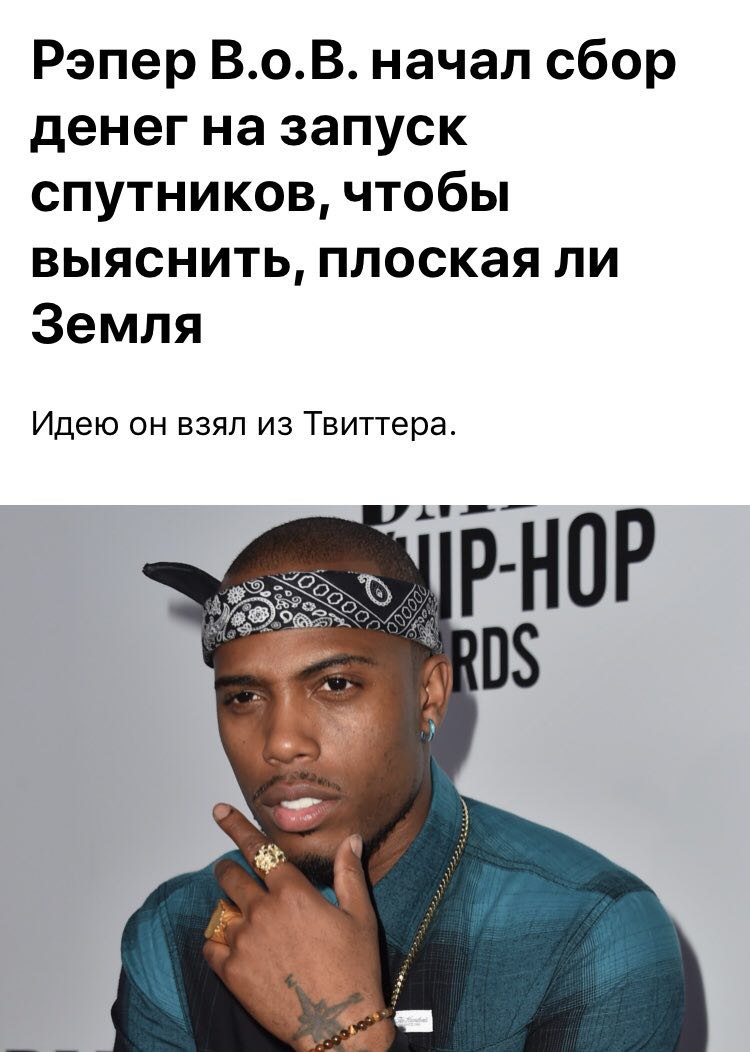 Рэпер B.o.B. начал сбор
денег на запуск
спутников, чтобы
выяснить, плоская ли
Земля
Идею он взял из Твиттера.
HIP-HOP
RDS